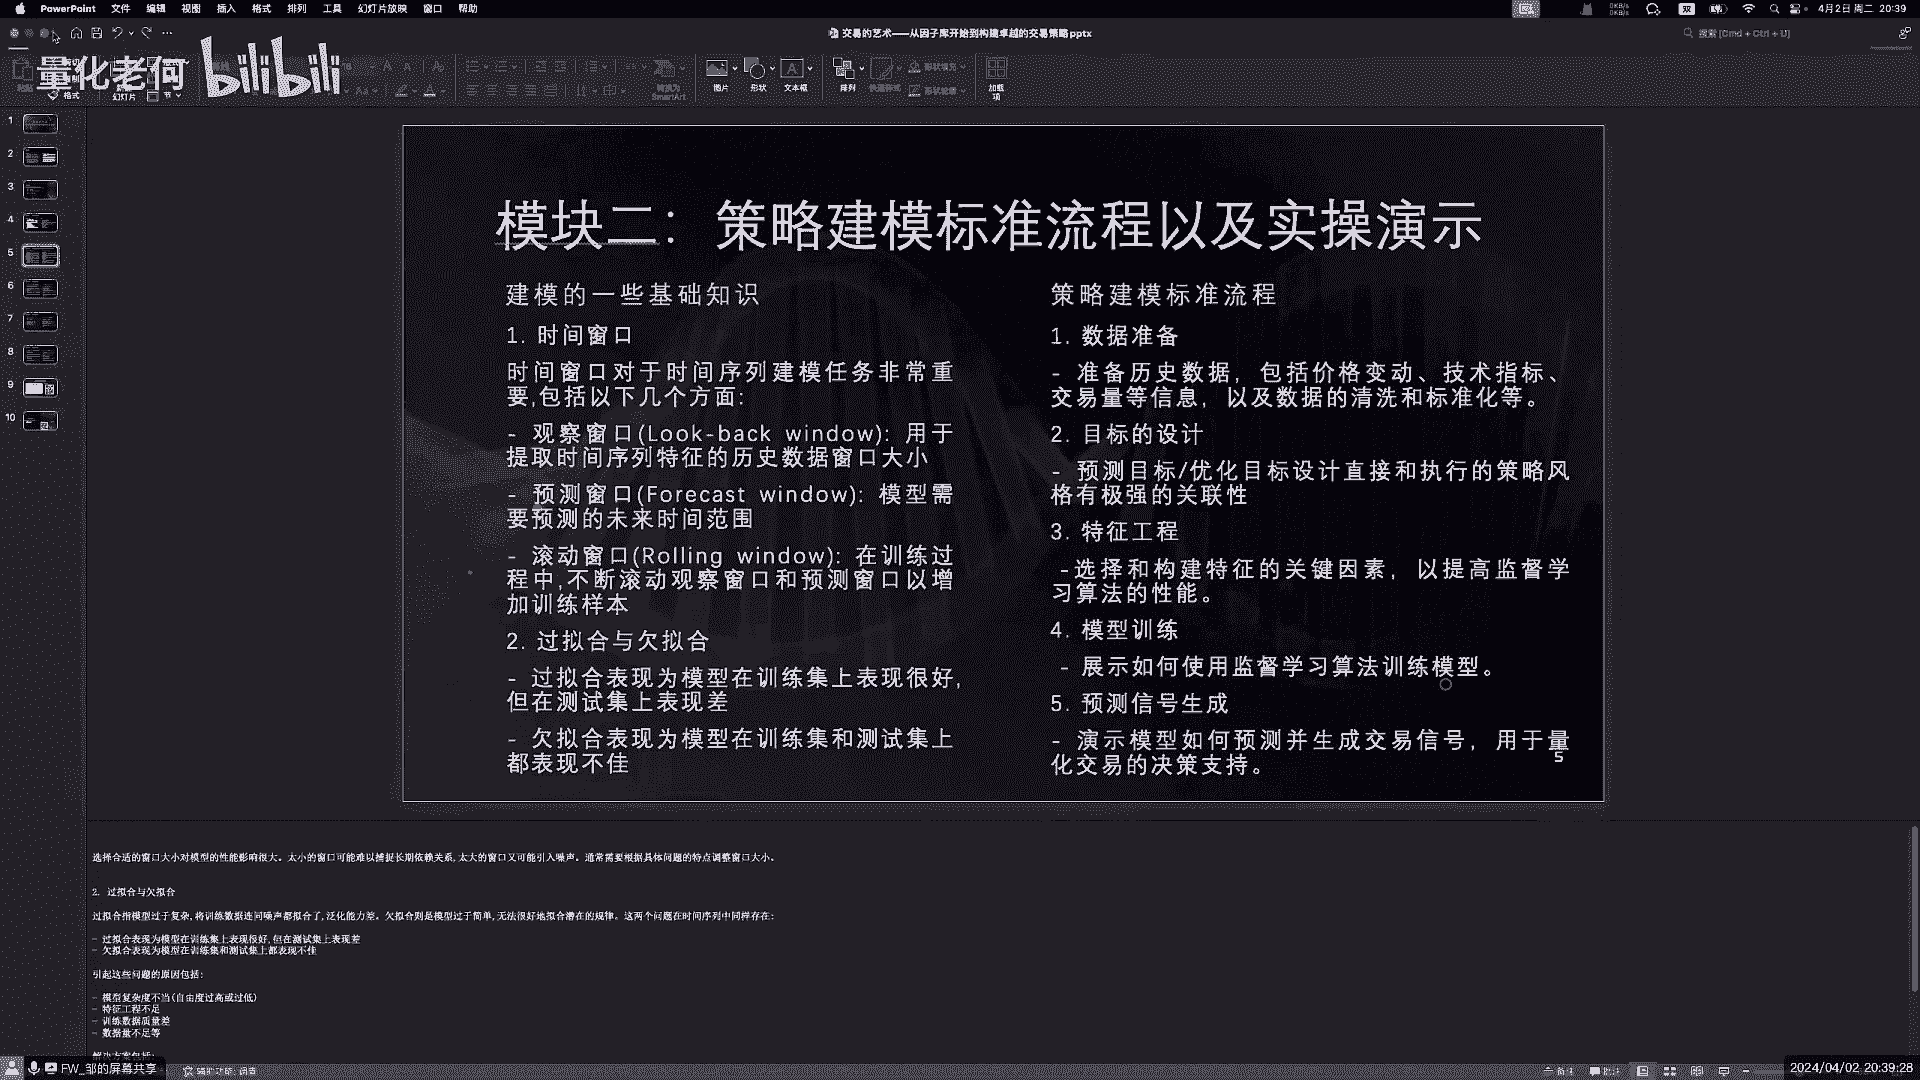 PowerPoint 文件 编辑 视图 插入 格式 排列 工具 幻灯片放映 窗口 帮助
0KB/s
0KB/s
双
4月2日 周二 20:39
交易的艺术——从因子库开始到构建卓越的交易策略pptx
搜索 (Cmd + Ctrl + U)
量化老何 bilibili
格式
幻灯片
节
转换为
SmartArt
图片
形状
文本框
排列
快速样式
形状填充
形状轮廓
加载
项
1
2
3
4
5
6
7
8
9
10
模块二：策略建模标准流程以及实操演示
建模的一些基础知识
1. 时间窗口
时间窗口对于时间序列建模任务非常重
要,包括以下几个方面:
- 观察窗口(Look-back window): 用于
提取时间序列特征的历史数据窗口大小
- 预测窗口(Forecast window): 模型需
要预测的未来时间范围
- 滚动窗口(Rolling window): 在训练过
程中,不断滚动观察窗口和预测窗口以增
加训练样本
2. 过拟合与欠拟合
- 过拟合表现为模型在训练集上表现很好,
但在测试集上表现差
- 欠拟合表现为模型在训练集和测试集上
都表现不佳
策略建模标准流程
1. 数据准备
- 准备历史数据，包括价格变动、技术指标、
交易量等信息，以及数据的清洗和标准化等。
2. 目标的设计
- 预测目标/优化目标设计直接和执行的策略风
格有极强的关联性
3. 特征工程
-选择和构建特征的关键因素，以提高监督学
习算法的性能。
4. 模型训练
- 展示如何使用监督学习算法训练模型。
5. 预测信号生成
- 演示模型如何预测并生成交易信号，用于量
化交易的决策支持。
5
选择合适的窗口大小对模型的性能影响很大。太小的窗口可能难以捕捉长期依赖关系,太大的窗口又可能引入噪声。通常需要根据具体问题的特点调整窗口大小。
2. 过拟合与欠拟合
过拟合指模型过于复杂,将训练数据连同噪声都拟合了,泛化能力差。欠拟合则是模型过于简单,无法很好地拟合潜在的规律。这两个问题在时间序列中同样存在:
- 过拟合表现为模型在训练集上表现很好,但在测试集上表现差
- 欠拟合表现为模型在训练集和测试集上都表现不佳
引起这些问题的原因包括:
- 模型复杂度不当(自由度过高或过低)
- 特征工程不足
- 训练数据质量差
- 数据量不足等
解决方案包括:
FW_邹的屏幕共享
2024/04/02 20:39:28